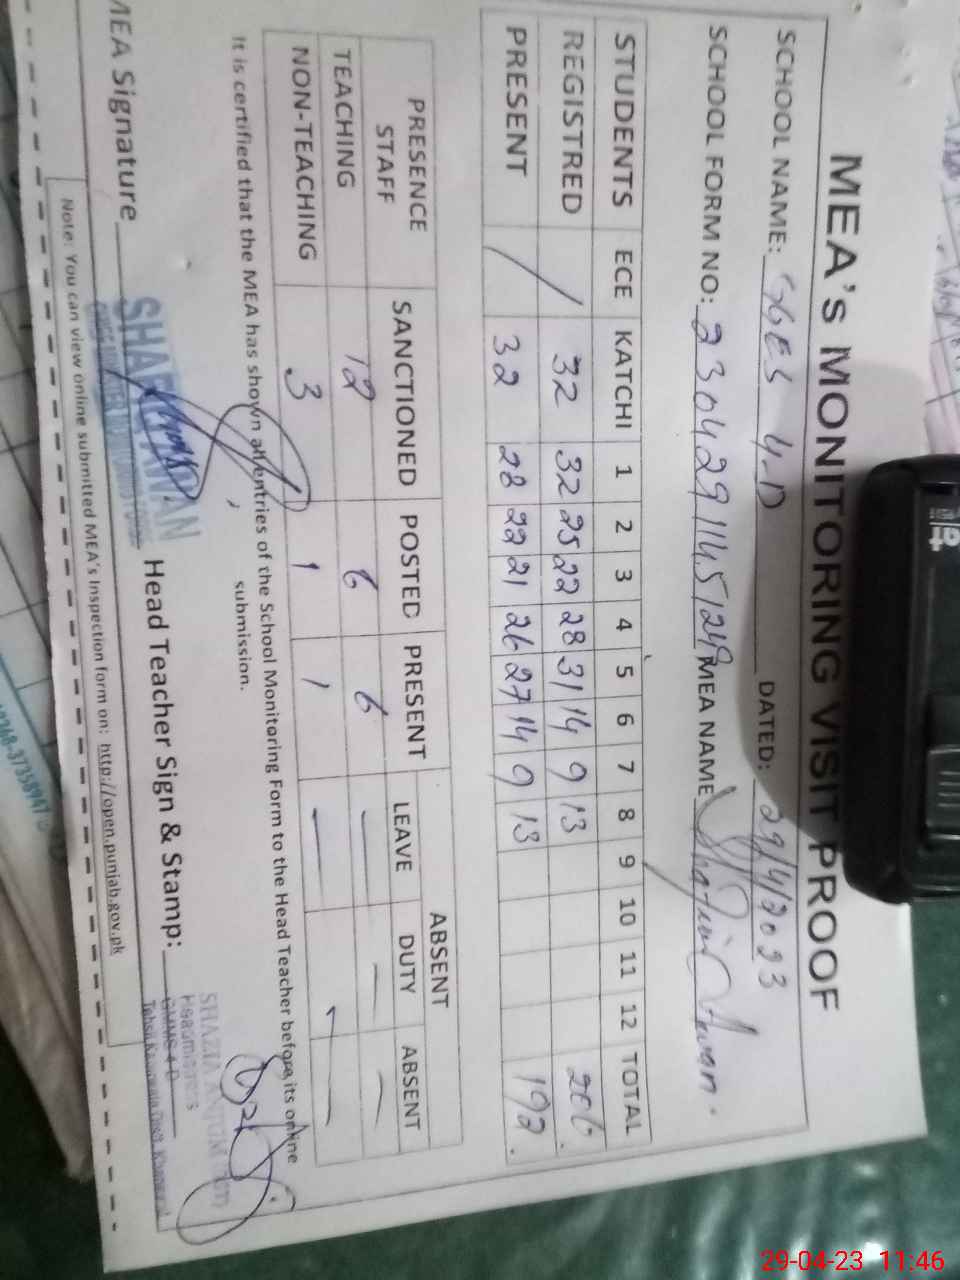 MEA'S MONITORING VISIT PROOF
SCHOOL NAME: GGES 4-D DATED: 29/4/2023
SCHOOL FORM NO: MEA NAME
STUDENTS ECE KATCHI 1 2 3 4 5 6 7 8 9 10 11 12 TOTAL
REGISTRED 32 32 25 22 28 31 14 9 13 206
PRESENT / 32 28 22 21 26 27 14 9 13 192
PRESENCE ABSENT
STAFF SANCTIONED POSTED PRESENT LEAVE DUTY ABSENT
TEACHING 12 6 6 — — —
NON-TEACHING 3 1 1 — —
It is certified that the MEA has shown all entries of the School Monitoring Form to the Head Teacher before its online
submission.
MEA Signature Head Teacher Sign & Stamp:
SHAZIA
Headmistress
Note: You can view online submitted MEA's Inspection form on: http://open.punjab.gov.pk
29-04-23 11:46